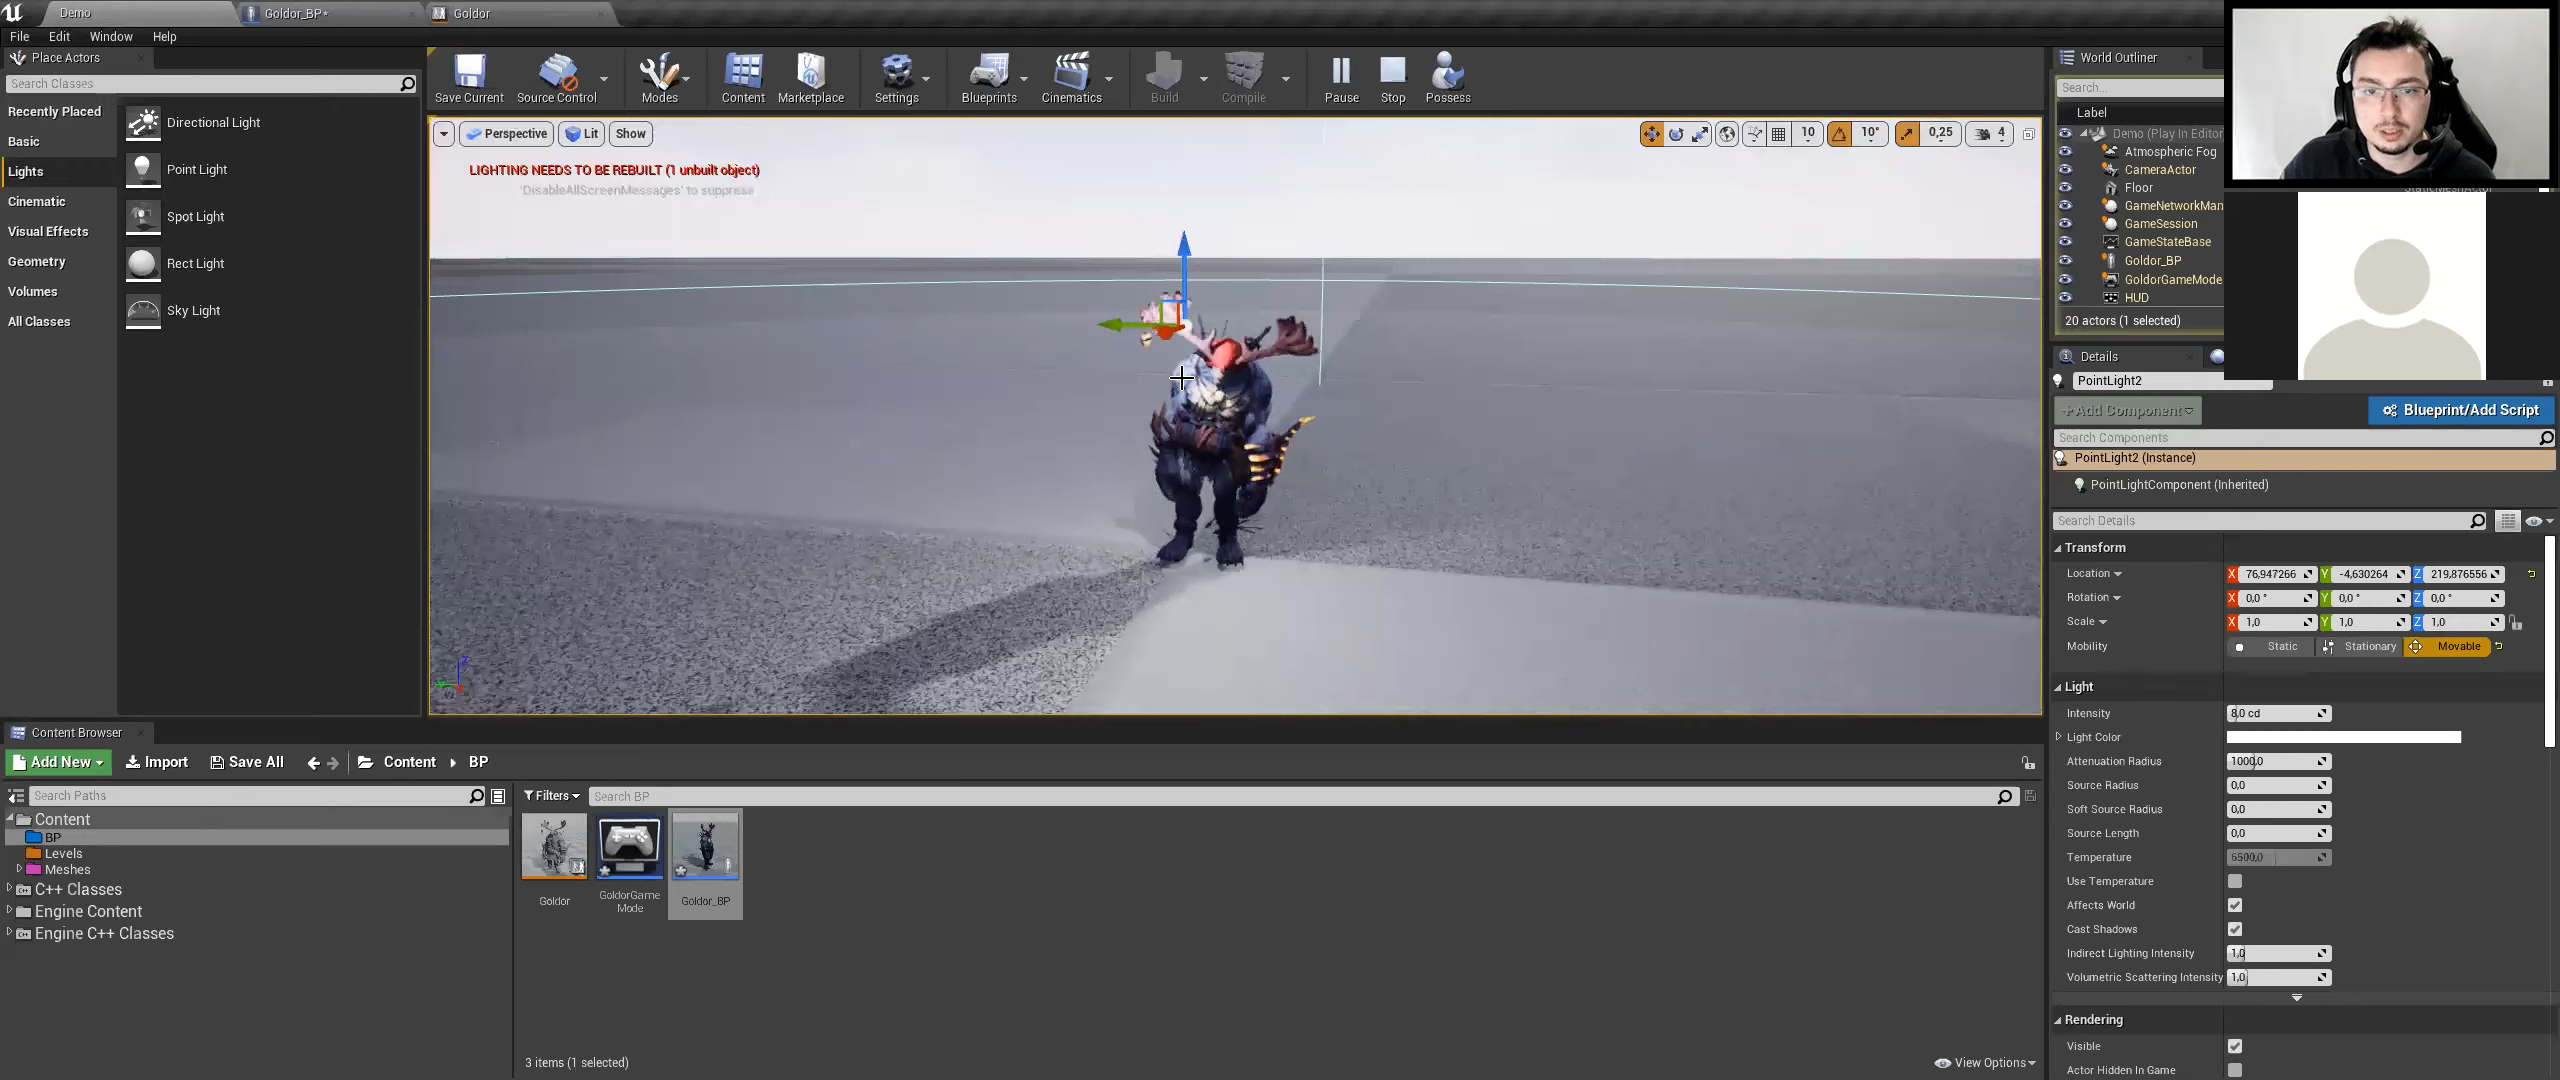 Demo
Goldor_BP*
Goldor
File Edit Window Help
Place Actors
Search Classes
Recently Placed
Basic
Lights
Cinematic
Visual Effects
Geometry
Volumes
All Classes
Directional Light
Point Light
Spot Light
Rect Light
Sky Light
Save Current
Source Control
Modes
Content
Marketplace
Settings
Blueprints
Cinematics
Build
Compile
Pause
Stop
Possess
Perspective
Lit
Show
10
10°
0,25
4
LIGHTING NEEDS TO BE REBUILT (1 unbuilt object)
'DisableAllScreenMessages' to suppress
World Outliner
Search...
Label
Demo (Play In Editor
Atmospheric Fog
CameraActor
Floor
StaticMeshActor
GameNetworkMan
GameSession
GameStateBase
Goldor_BP
GoldorGameMode
HUD
20 actors (1 selected)
Details
PointLight2
+Add Component
Blueprint/Add Script
Search Components
PointLight2 (Instance)
PointLightComponent (Inherited)
Search Details
Transform
Location X 76,947266 Y -4,630264 Z 219,876556
Rotation X 0,0 ° Y 0,0 ° Z 0,0 °
Scale X 1,0 Y 1,0 Z 1,0
Mobility Static Stationary Movable
Light
Intensity 8,0 cd
Light Color
Attenuation Radius 1000,0
Source Radius 0,0
Soft Source Radius 0,0
Source Length 0,0
Temperature 6500,0
Use Temperature
Affects World
Cast Shadows
Indirect Lighting Intensity 1,0
Volumetric Scattering Intensity 1,0
Rendering
Visible
Actor Hidden In Game
Content Browser
Add New
Import
Save All
Content
BP
Search Paths
Filters
Search BP
Content
BP
Levels
Meshes
C++ Classes
Engine Content
Engine C++ Classes
Goldor
GoldorGame
Mode
Goldor_BP
3 items (1 selected)
View Options